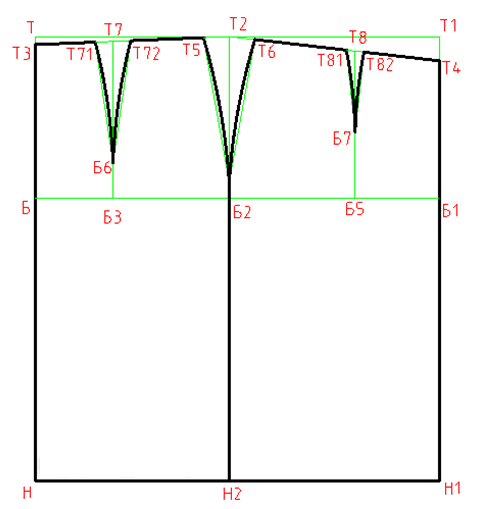 Т Т7 Т2 Т8 Т1
Т3 Т71 Т72 Т5 Т6 Т81 Т82 Т4
Б6 Б7
Б Б3 Б2 Б5 Б1
Н Н2 Н1